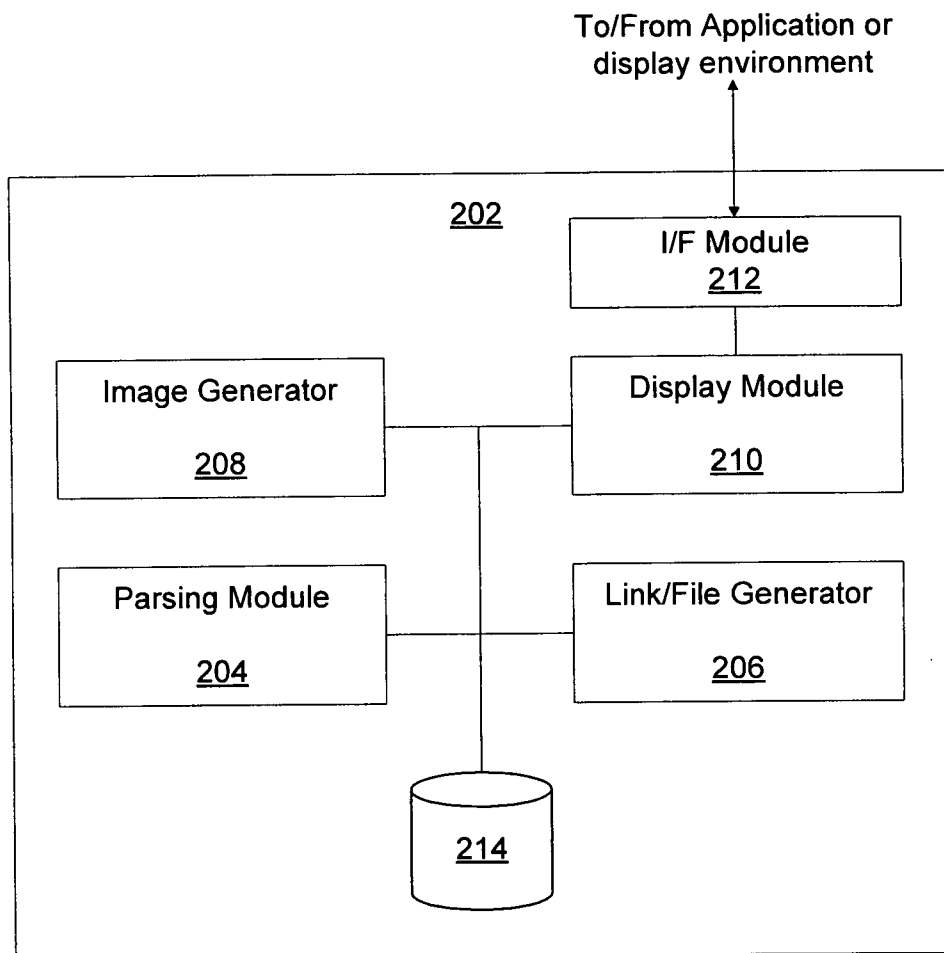 To/From Application or
display environment
202
I/F Module
212
Image Generator
208
Display Module
210
Parsing Module
204
Link/File Generator
206
214